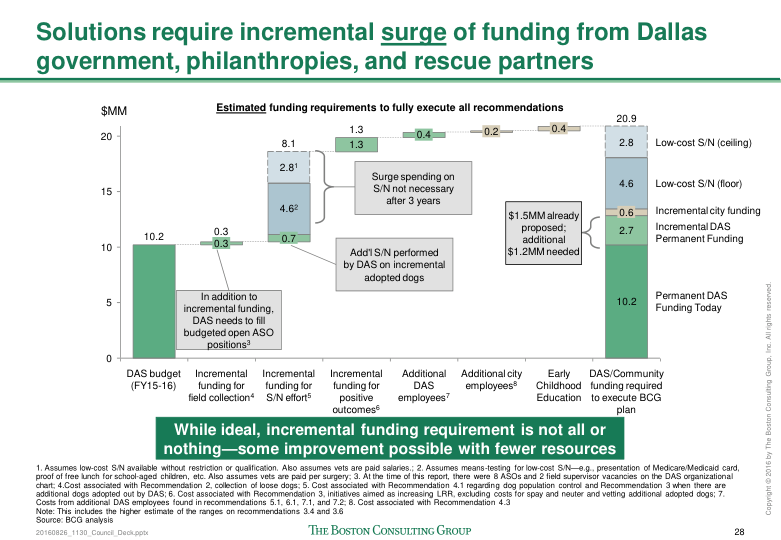 Solutions require incremental surge of funding from Dallas
government, philanthropies, and rescue partners
$MM
Estimated funding requirements to fully execute all recommendations
20
15
10
5
0
10.2
0.3
0.3
8.1
2.8¹
4.6²
0.7
1.3
1.3
0.4
0.2
0.4
20.9
2.8
4.6
0.6
2.7
10.2
Low-cost S/N (ceiling)
Low-cost S/N (floor)
Incremental city funding
Incremental DAS
Permanent Funding
Permanent DAS
Funding Today
Surge spending on
S/N not necessary
after 3 years
$1.5MM already
proposed;
additional
$1.2MM needed
Add'l S/N performed
by DAS on incremental
adopted dogs
In addition to
incremental funding,
DAS needs to fill
budgeted open ASO
positions³
DAS budget
(FY15-16)
Incremental
funding for
field collection⁴
Incremental
funding for
S/N effort⁵
Incremental
funding for
positive
outcomes⁶
Additional
DAS
employees⁷
Additional city
employees⁸
Early
Childhood
Education
DAS/Community
funding required
to execute BCG
plan
While ideal, incremental funding requirement is not all or
nothing—some improvement possible with fewer resources
1. Assumes low-cost S/N available without restriction or qualification. Also assumes vets are paid salaries.; 2. Assumes means-testing for low-cost S/N—e.g., presentation of Medicare/Medicaid card,
proof of free lunch for school-aged children, etc. Also assumes vets are paid per surgery; 3. At the time of this report, there were 8 ASOs and 2 field supervisor vacancies on the DAS organizational
chart; 4.Cost associated with Recommendation 2, collection of loose dogs; 5. Cost associated with Recommendation 4.1 regarding dog population control and Recommendation 3 when there are
additional dogs adopted out by DAS; 6. Cost associated with Recommendation 3, initiatives aimed as increasing LRR, excluding costs for spay and neuter and vetting additional adopted dogs; 7.
Costs from additional DAS employees found in recommendations 5.1, 6.1, 7.1, and 7.2; 8. Cost associated with Recommendation 4.3
Note: This includes the higher estimate of the ranges on recommendations 3.4 and 3.6
Source: BCG analysis
20160826_1130_Council_Deck.pptx
THE BOSTON CONSULTING GROUP
28
Copyright © 2016 by The Boston Consulting Group, Inc. All rights reserved.